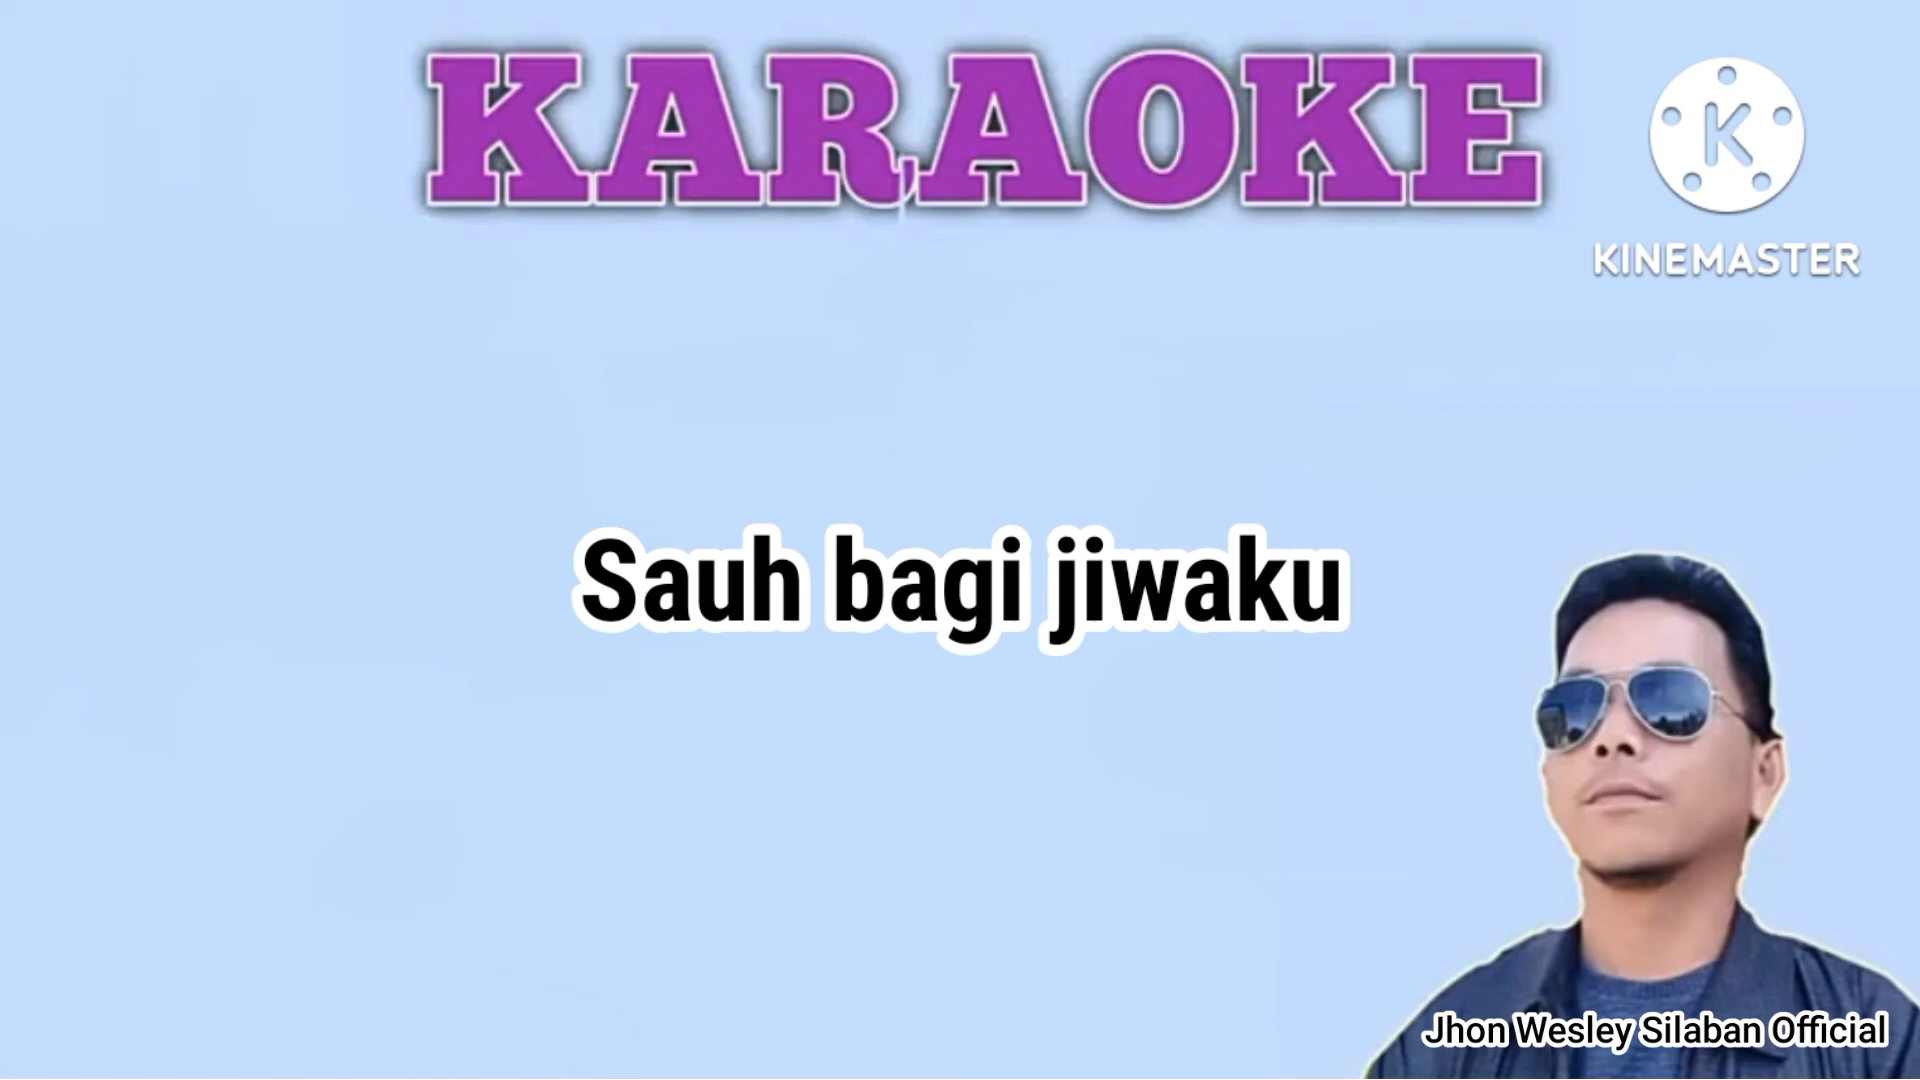 KARAOKE
K
KINEMASTER
Sauh bagi jiwaku
Jhon Wesley Silaban Official